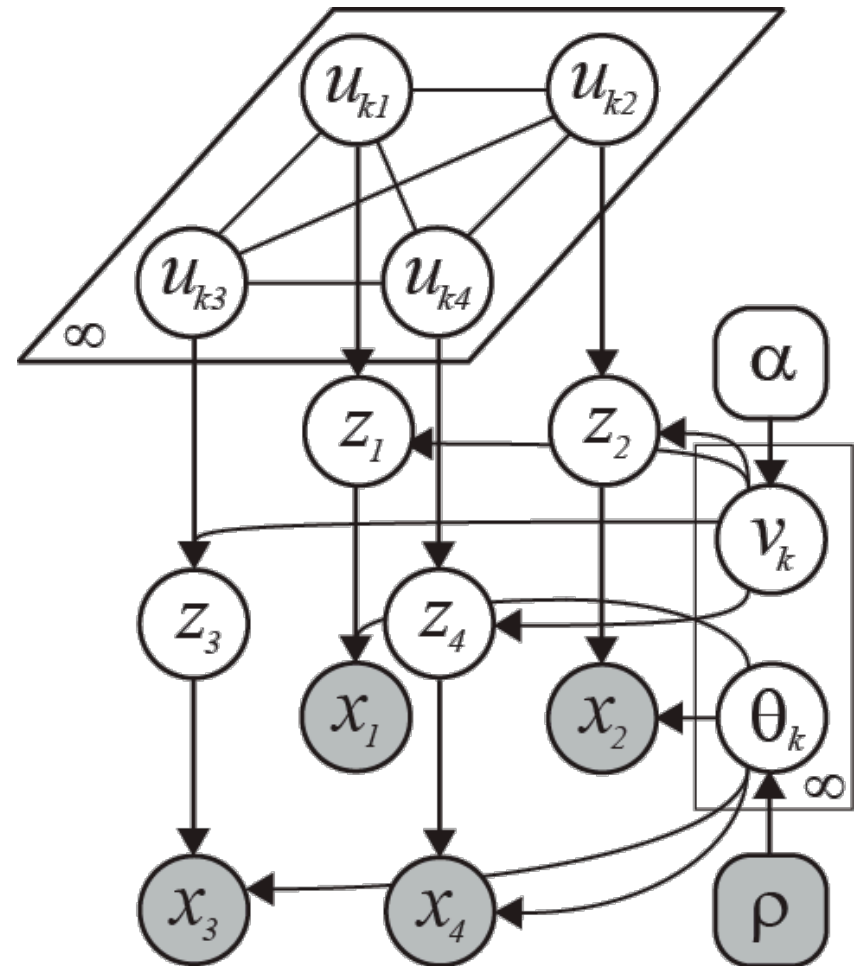 u_k1 u_k2
u_k3 u_k4
∞
α
z_1 z_2
v_k
z_3 z_4
x_1 x_2 θ_k
∞
x_3 x_4 ρ